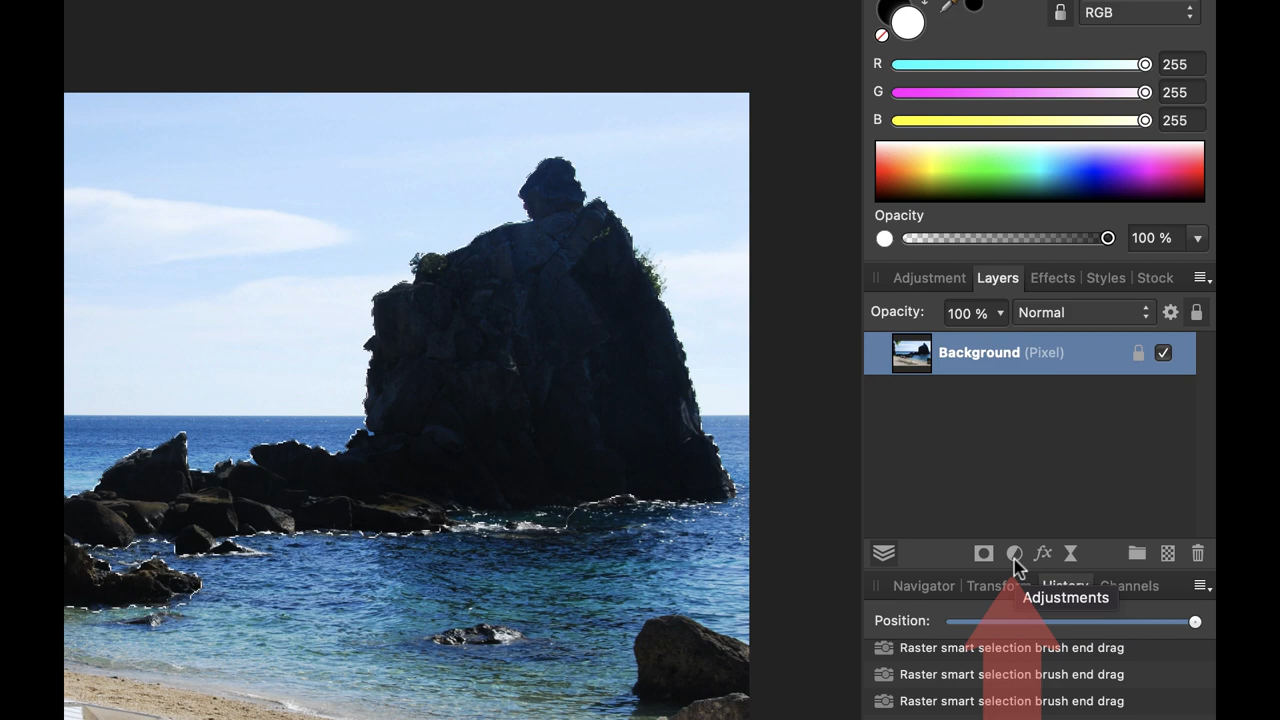 RGB
R 255
G 255
B 255
Opacity
100 %
Adjustment Layers Effects Styles Stock
Opacity: 100 % Normal
Background (Pixel)
fx
Navigator Transform History Channels
Adjustments
Position:
Raster smart selection brush end drag
Raster smart selection brush end drag
Raster smart selection brush end drag